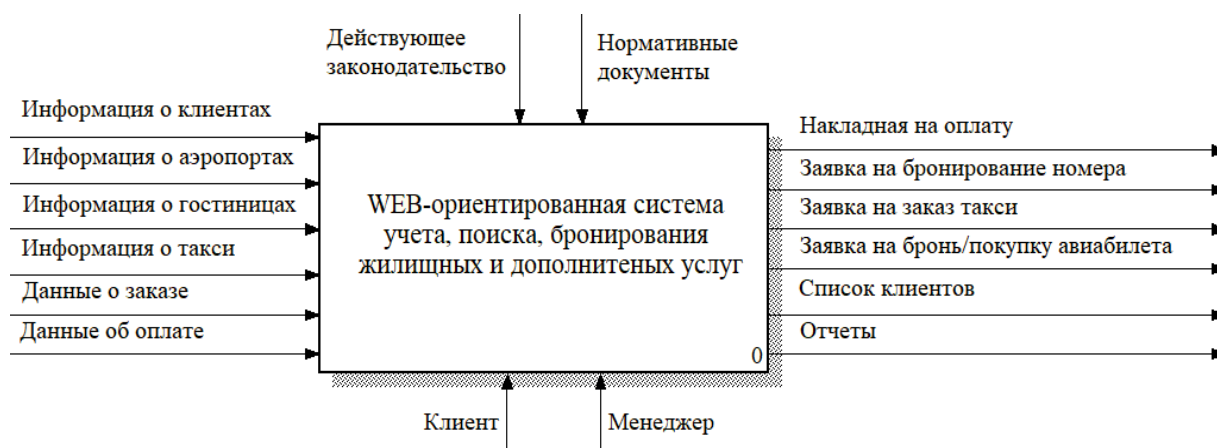 Действующее
законодательство
Нормативные
документы
Информация о клиентах
Информация о аэропортах
Информация о гостиницах
Информация о такси
Данные о заказе
Данные об оплате
WEB-ориентированная система
учета, поиска, бронирования
жилищных и дополнитеных услуг
0
Накладная на оплату
Заявка на бронирование номера
Заявка на заказ такси
Заявка на бронь/покупку авиабилета
Список клиентов
Отчеты
Клиент
Менеджер